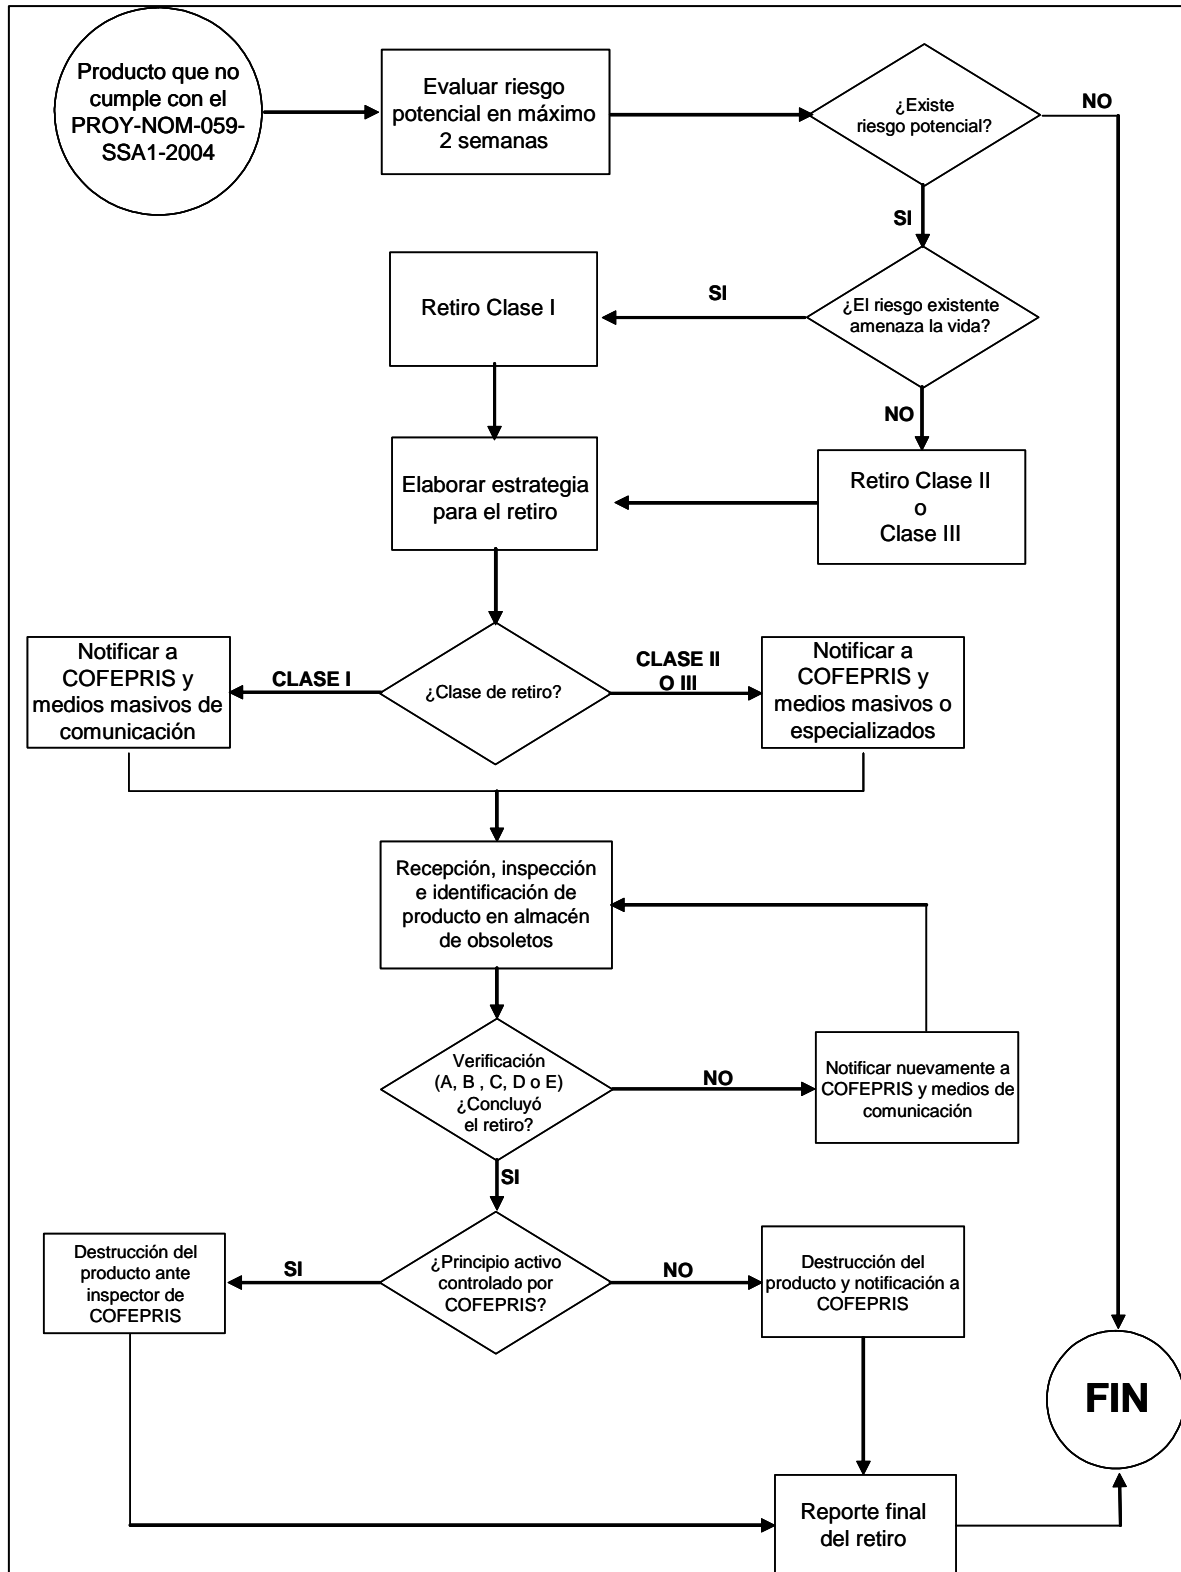 Producto que no
cumple con el
PROY-NOM-059-
SSA1-2004
Evaluar riesgo
potencial en máximo
2 semanas
¿Existe
riesgo potencial?
NO
SI
¿El riesgo existente
amenaza la vida?
SI
Retiro Clase I
NO
Retiro Clase II
o
Clase III
Elaborar estrategia
para el retiro
¿Clase de retiro?
CLASE I
CLASE II
O III
Notificar a
COFEPRIS y
medios masivos de
comunicación
Notificar a
COFEPRIS y
medios masivos o
especializados
Recepción, inspección
e identificación de
producto en almacén
de obsoletos
Verificación
(A, B , C, D o E)
¿Concluyó
el retiro?
NO
Notificar nuevamente a
COFEPRIS y medios de
comunicación
SI
¿Principio activo
controlado por
COFEPRIS?
SI
NO
Destrucción del
producto ante
inspector de
COFEPRIS
Destrucción del
producto y notificación a
COFEPRIS
FIN
Reporte final
del retiro